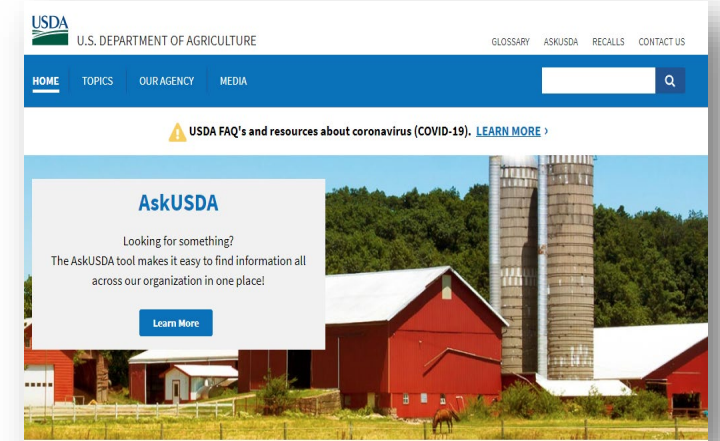 USDA
U.S. DEPARTMENT OF AGRICULTURE
GLOSSARY ASKUSDA RECALLS CONTACT US
HOME TOPICS OUR AGENCY MEDIA
USDA FAQ's and resources about coronavirus (COVID-19). LEARN MORE ›
AskUSDA
Looking for something?
The AskUSDA tool makes it easy to find information all
across our organization in one place!
Learn More